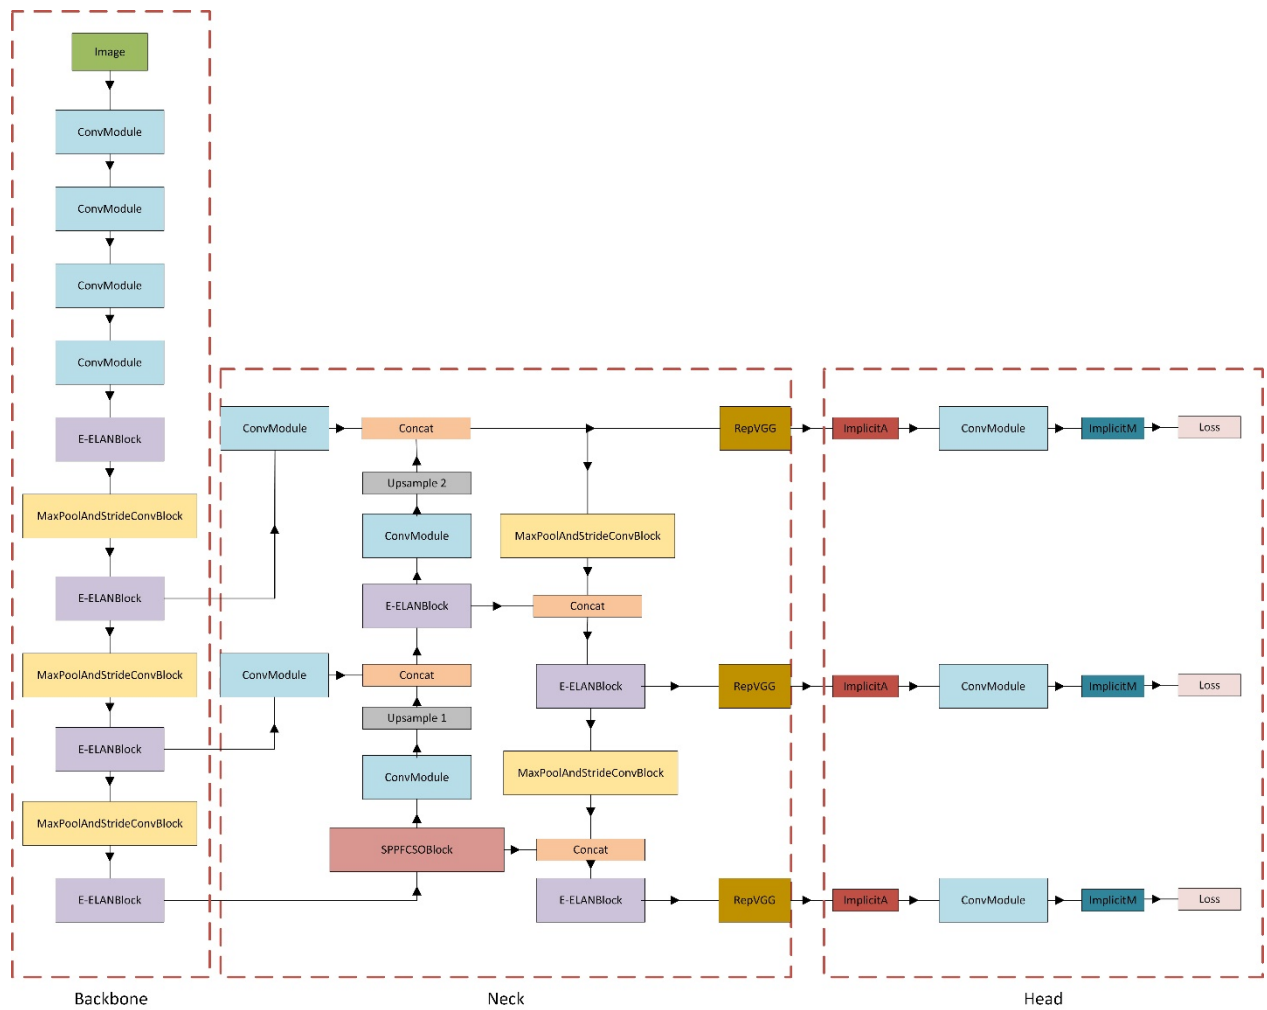 Image
ConvModule
ConvModule
ConvModule
ConvModule
E-ELANBlock
MaxPoolAndStrideConvBlock
E-ELANBlock
MaxPoolAndStrideConvBlock
E-ELANBlock
MaxPoolAndStrideConvBlock
E-ELANBlock
Backbone
ConvModule
ConvModule
Concat
Upsample 2
ConvModule
E-ELANBlock
Concat
Upsample 1
ConvModule
SPPFCSOBlock
MaxPoolAndStrideConvBlock
Concat
E-ELANBlock
MaxPoolAndStrideConvBlock
Concat
E-ELANBlock
RepVGG
RepVGG
RepVGG
Neck
ImplicitA
ConvModule
ImplicitM
Loss
ImplicitA
ConvModule
ImplicitM
Loss
ImplicitA
ConvModule
ImplicitM
Loss
Head